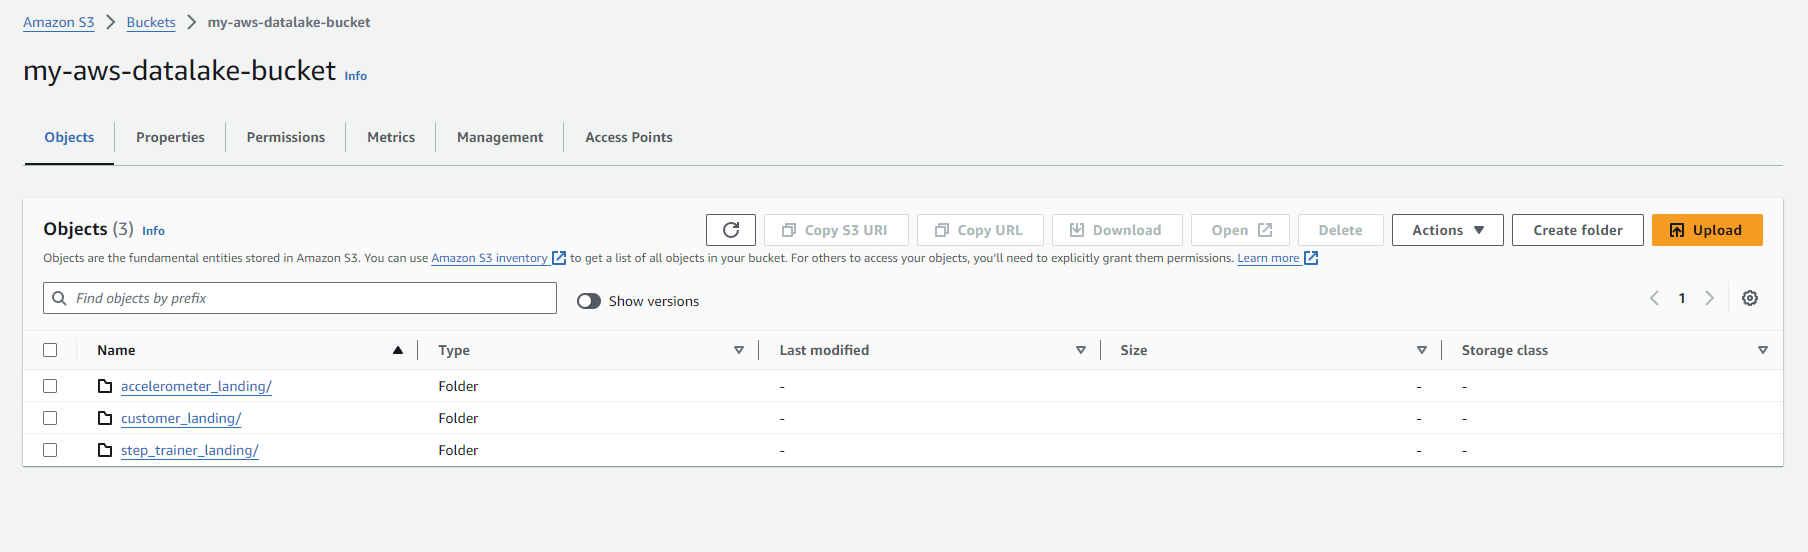 Amazon S3 > Buckets > my-aws-datalake-bucket
my-aws-datalake-bucket Info
Objects Properties Permissions Metrics Management Access Points
Objects (3) Info
Copy S3 URI Copy URL Download Open Delete Actions Create folder Upload
Objects are the fundamental entities stored in Amazon S3. You can use Amazon S3 inventory to get a list of all objects in your bucket. For others to access your objects, you'll need to explicitly grant them permissions. Learn more
Find objects by prefix Show versions 1
Name Type Last modified Size Storage class
accelerometer_landing/ Folder - - -
customer_landing/ Folder - - -
step_trainer_landing/ Folder - - -